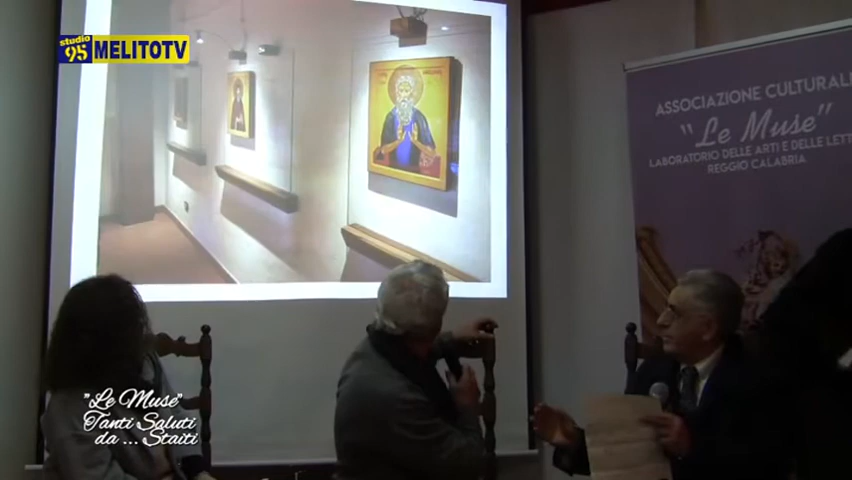 studio
95 MELITOTV
ASSOCIAZIONE CULTURALE
"Le Muse"
LABORATORIO DELLE ARTI E DELLE LETT
REGGIO CALABRIA
"Le Muse"
Tanti Saluti
da ... Staiti